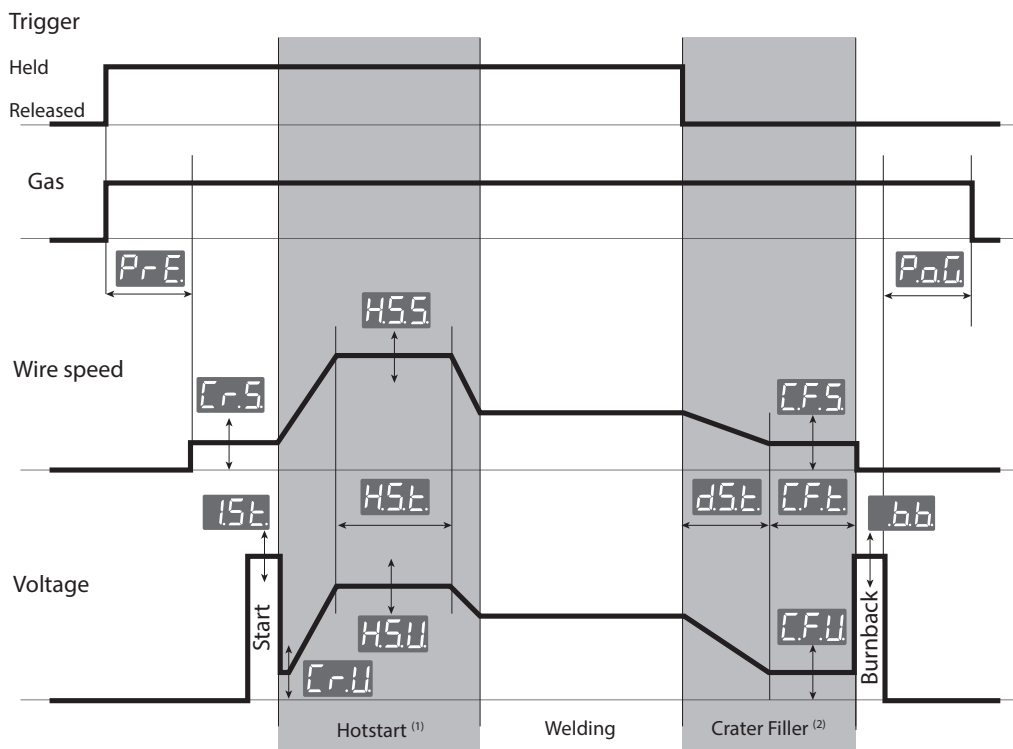 Trigger
Held
Released
Gas
PrE.
P.o.G.
H.S.S.
Wire speed
Cr.S.
C.F.S.
1.St.
H.S.t.
d.S.t.
C.F.t.
.b.b.
Voltage
Start
H.S.U.
C.F.U.
Burnback
Cr.U.
Hotstart (1)
Welding
Crater Filler (2)